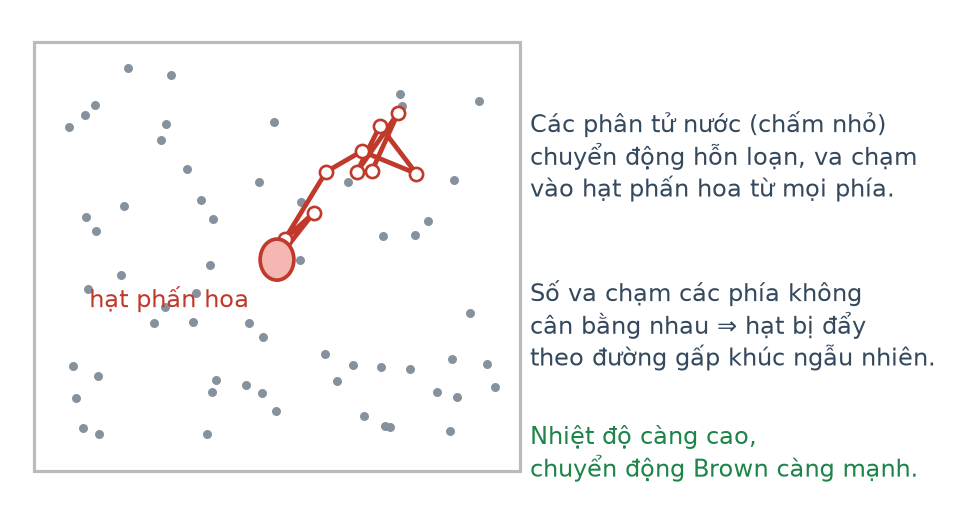 Các phân tử nước (chấm nhỏ)
chuyển động hỗn loạn, va chạm
vào hạt phấn hoa từ mọi phía.
hạt phấn hoa
Số va chạm các phía không
cân bằng nhau ⇒ hạt bị đẩy
theo đường gấp khúc ngẫu nhiên.
Nhiệt độ càng cao,
chuyển động Brown càng mạnh.